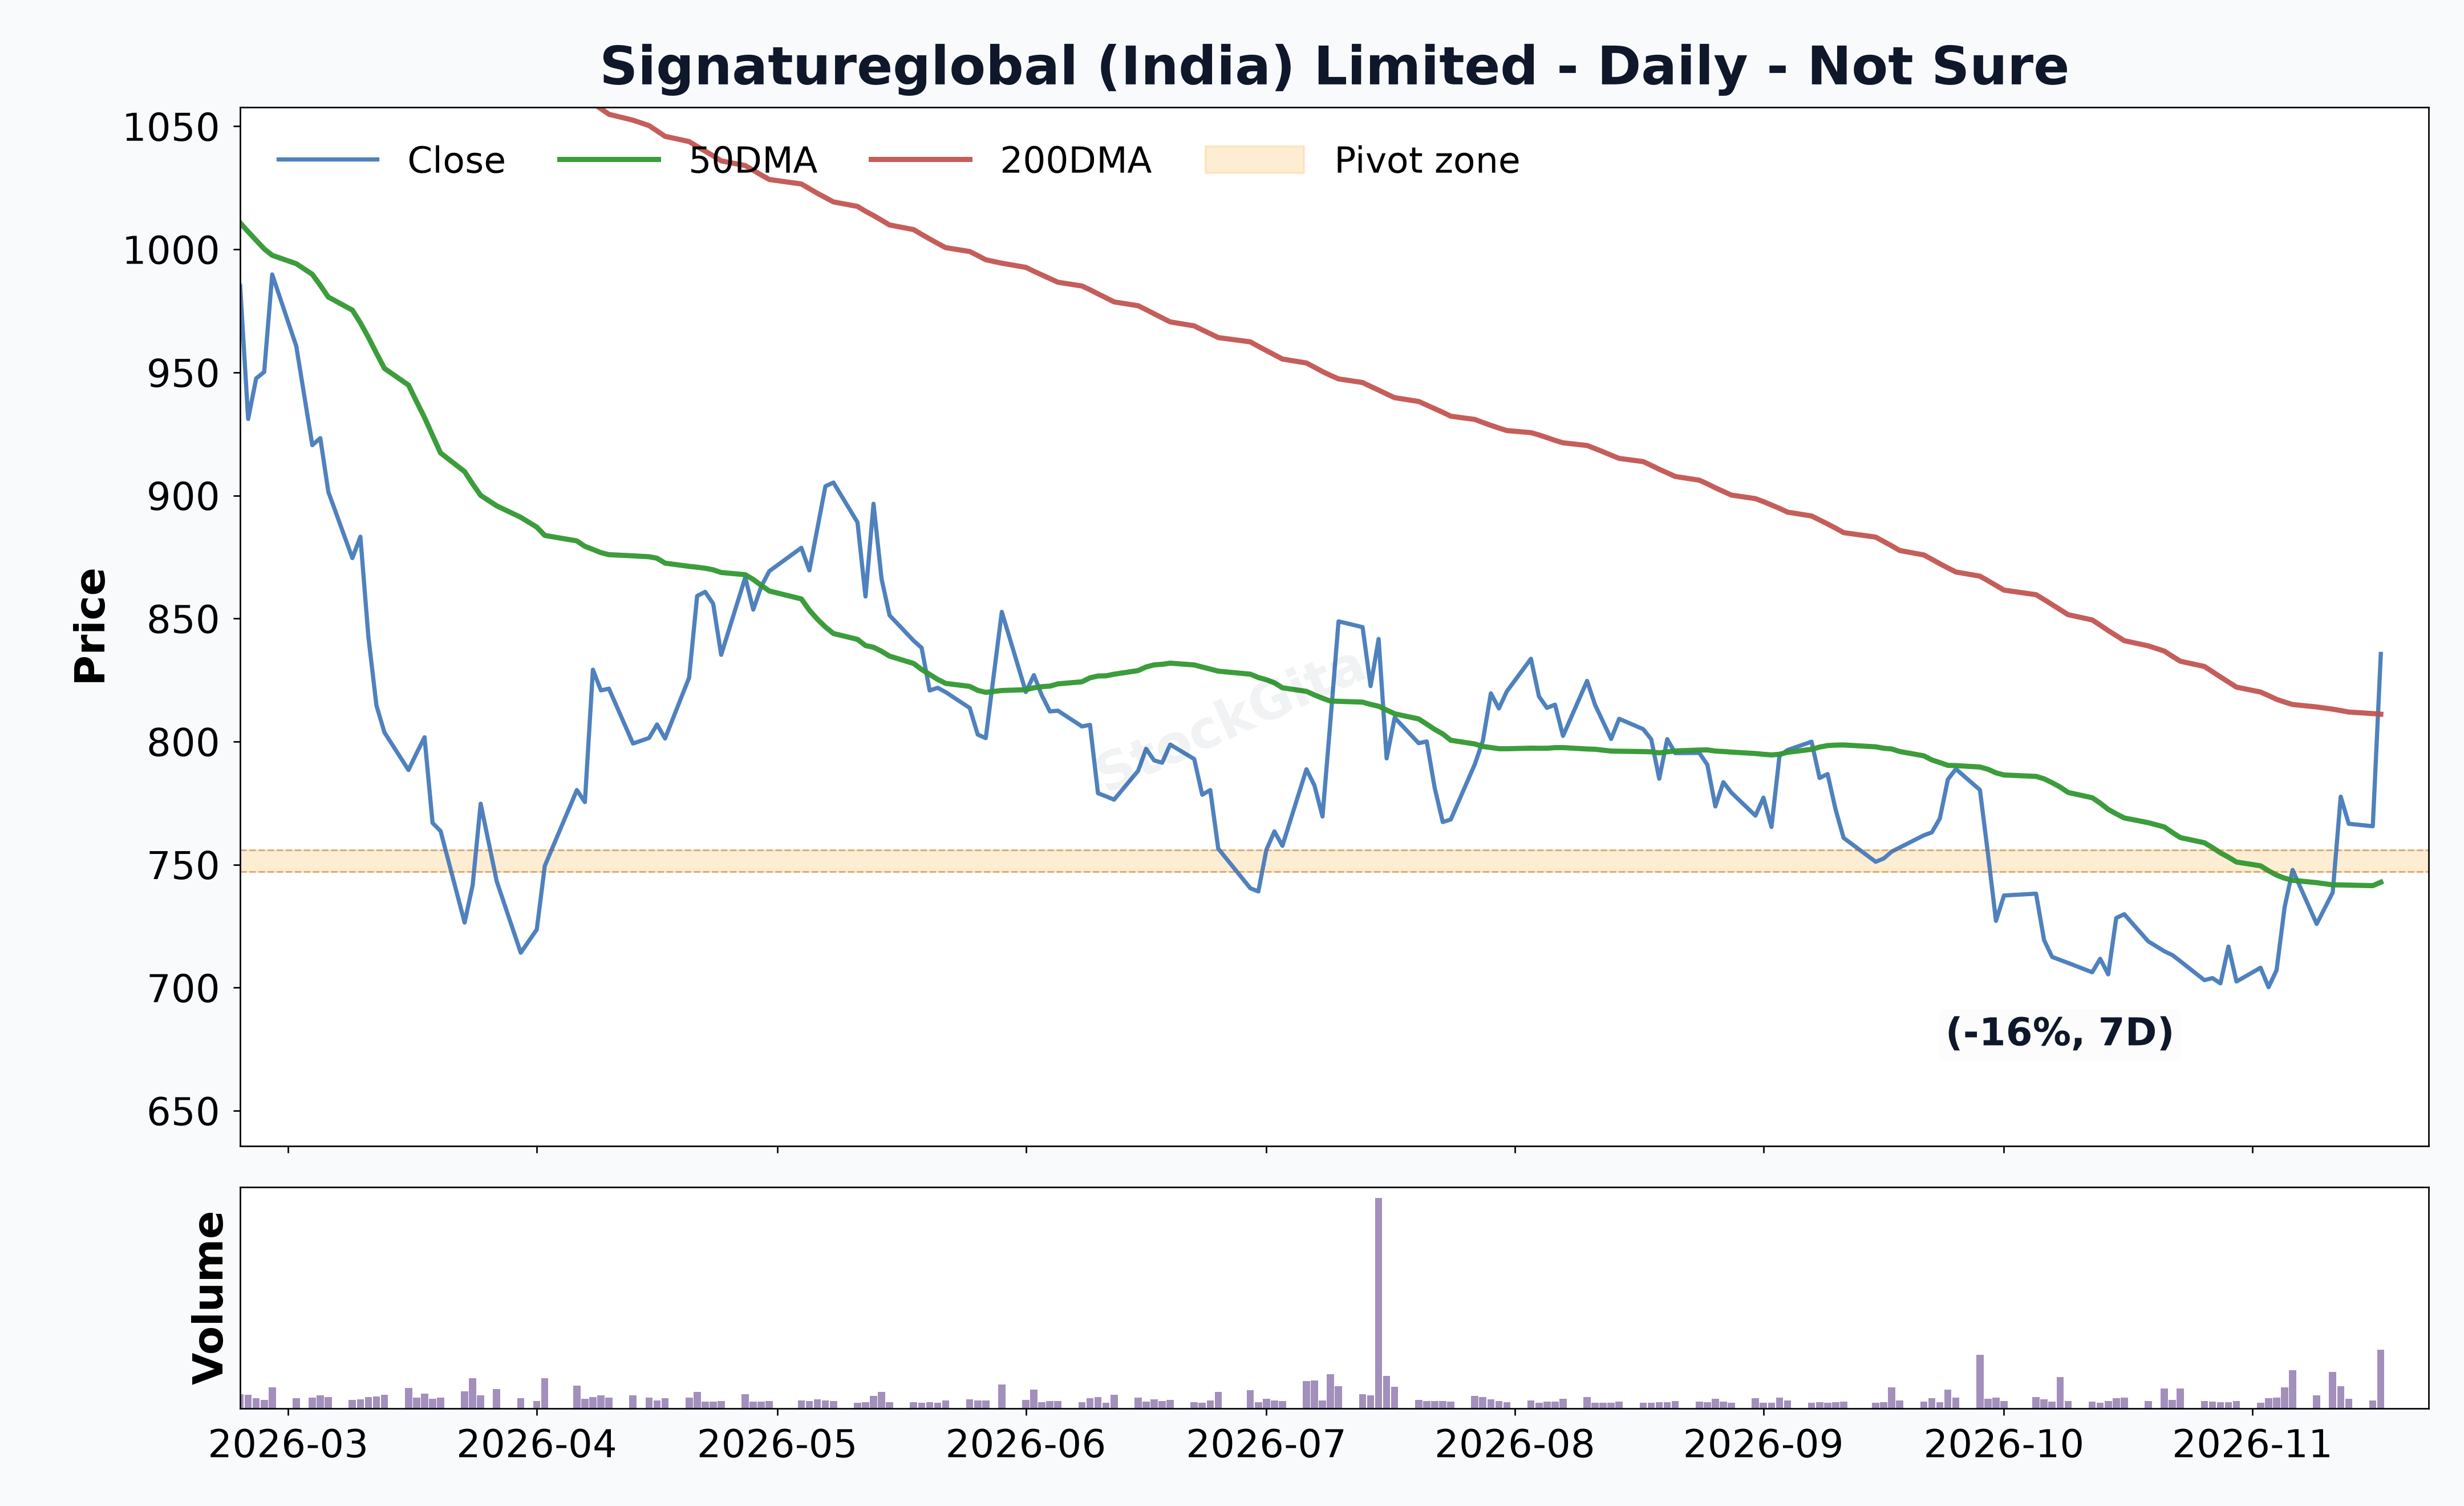 Signatureglobal (India) Limited - Daily - Not Sure
Close 50DMA 200DMA Pivot zone
1050
1000
950
900
850
800
750
700
650
Price
StockGita
(-16%, 7D)
Volume
2026-03 2026-04 2026-05 2026-06 2026-07 2026-08 2026-09 2026-10 2026-11